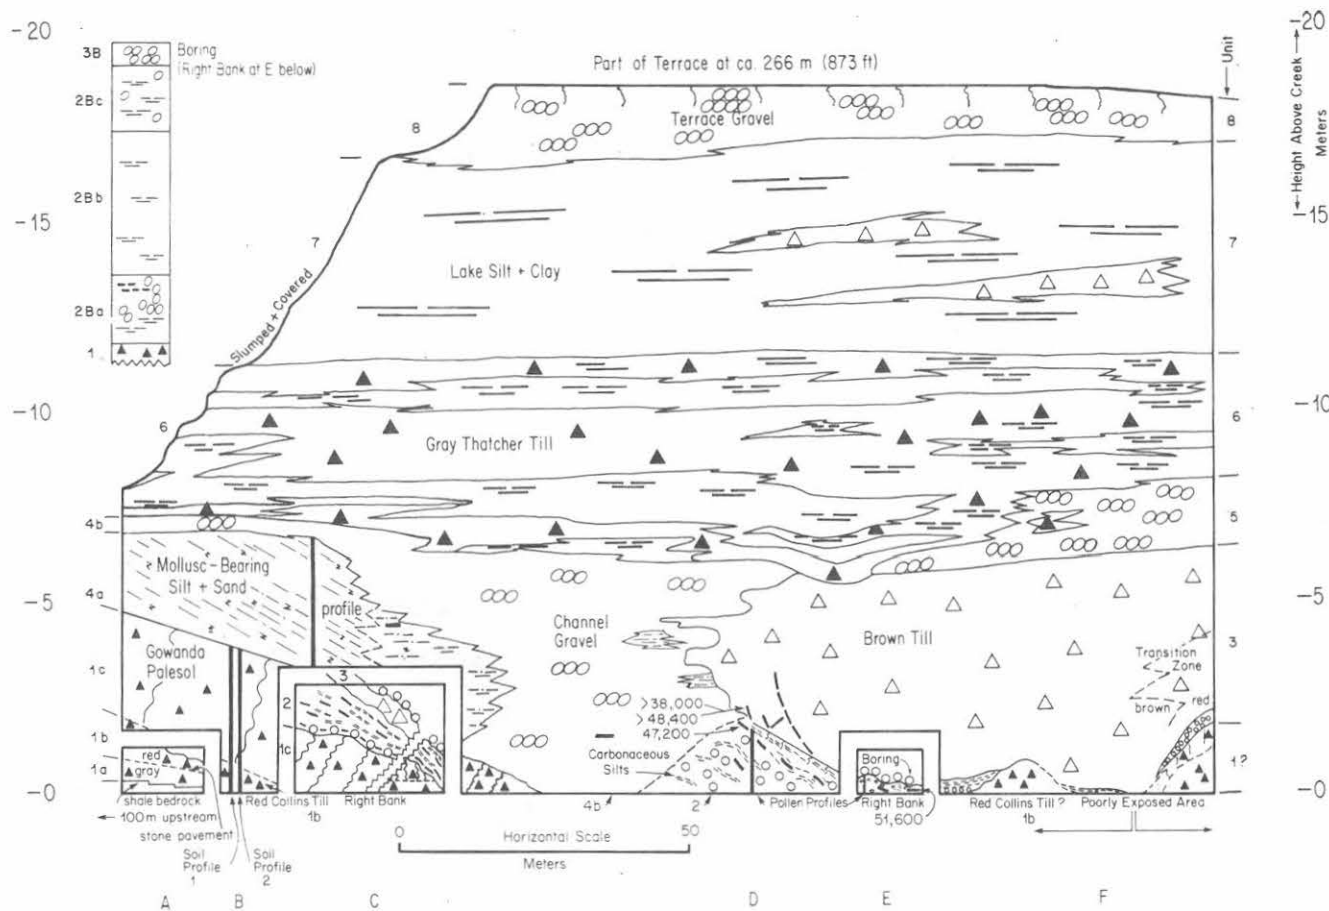 -20
-15
-10
-5
-0
3B
2Bc
2Bb
2Ba
1
Boring
(Right Bank at E below)
Part of Terrace at ca. 266 m (873 ft)
Unit
-20
-15
-10
-5
-0
Height Above Creek
Meters
8
Terrace Gravel
8
7
Slumped + Covered
Lake Silt + Clay
7
6
Gray Thatcher Till
6
4b
5
Mollusc-Bearing
Silt + Sand
4a
profile
Channel
Gravel
Brown Till
Gowanda
Palesol
1c
3
Transition
Zone
brown
red
3
2
1c
>38,000
>48,400
47,200
Carbonaceous
Silts
Boring
1b
red
gray
1a
1?
shale bedrock
100 m upstream
stone pavement
Soil
Profile
1
Soil
Profile
2
Red Collins Till
1b
Right Bank
4b
2
Pollen Profiles
Right Bank
51,600
Red Collins Till ?
1b
Poorly Exposed Area
0
Horizontal Scale
50
Meters
A
B
C
D
E
F